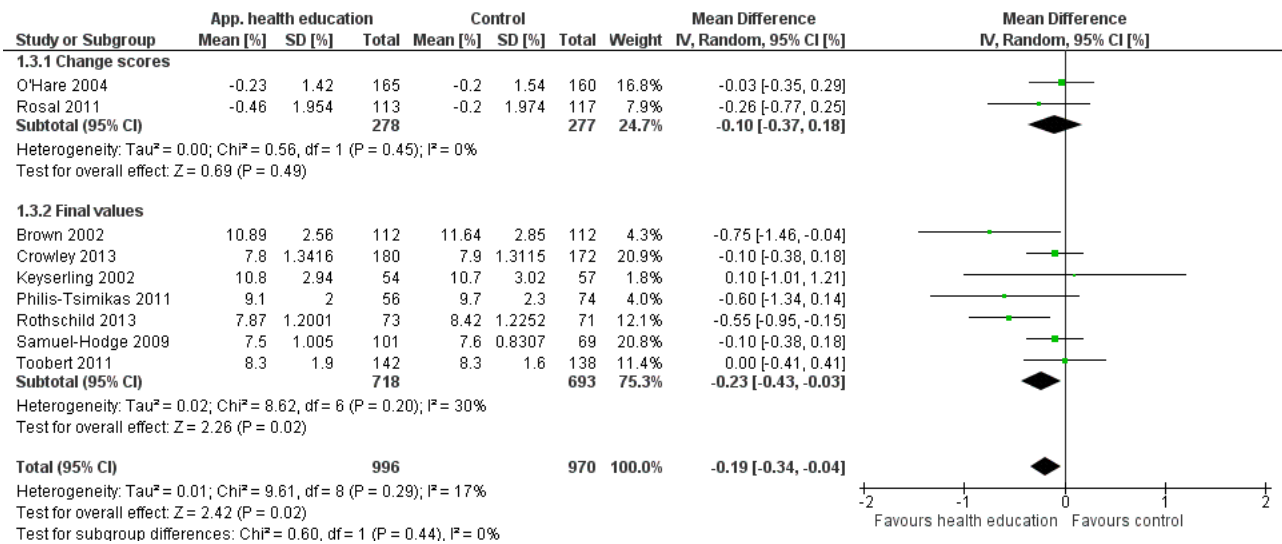 App. health education Control Mean Difference Mean Difference
Study or Subgroup Mean [%] SD [%] Total Mean [%] SD [%] Total Weight IV, Random, 95% CI [%] IV, Random, 95% CI [%]
1.3.1 Change scores
O'Hare 2004 -0.23 1.42 165 -0.2 1.54 160 16.8% -0.03 [-0.35, 0.29]
Rosal 2011 -0.46 1.954 113 -0.2 1.974 117 7.9% -0.26 [-0.77, 0.25]
Subtotal (95% CI) 278 277 24.7% -0.10 [-0.37, 0.18]
Heterogeneity: Tau² = 0.00; Chi² = 0.56, df = 1 (P = 0.45); I² = 0%
Test for overall effect: Z = 0.69 (P = 0.49)
1.3.2 Final values
Brown 2002 10.89 2.56 112 11.64 2.85 112 4.3% -0.75 [-1.46, -0.04]
Crowley 2013 7.8 1.3416 180 7.9 1.3115 172 20.9% -0.10 [-0.38, 0.18]
Keyserling 2002 10.8 2.94 54 10.7 3.02 57 1.8% 0.10 [-1.01, 1.21]
Philis-Tsimikas 2011 9.1 2 56 9.7 2.3 74 4.0% -0.60 [-1.34, 0.14]
Rothschild 2013 7.87 1.2001 73 8.42 1.2252 71 12.1% -0.55 [-0.95, -0.15]
Samuel-Hodge 2009 7.5 1.005 101 7.6 0.8307 69 20.8% -0.10 [-0.38, 0.18]
Toobert 2011 8.3 1.9 142 8.3 1.6 138 11.4% 0.00 [-0.41, 0.41]
Subtotal (95% CI) 718 693 75.3% -0.23 [-0.43, -0.03]
Heterogeneity: Tau² = 0.02; Chi² = 8.62, df = 6 (P = 0.20); I² = 30%
Test for overall effect: Z = 2.26 (P = 0.02)
Total (95% CI) 996 970 100.0% -0.19 [-0.34, -0.04]
Heterogeneity: Tau² = 0.01; Chi² = 9.61, df = 8 (P = 0.29); I² = 17%
Test for overall effect: Z = 2.42 (P = 0.02)
Test for subgroup differences: Chi² = 0.60, df = 1 (P = 0.44), I² = 0%
-2 -1 0 1 2
Favours health education Favours control